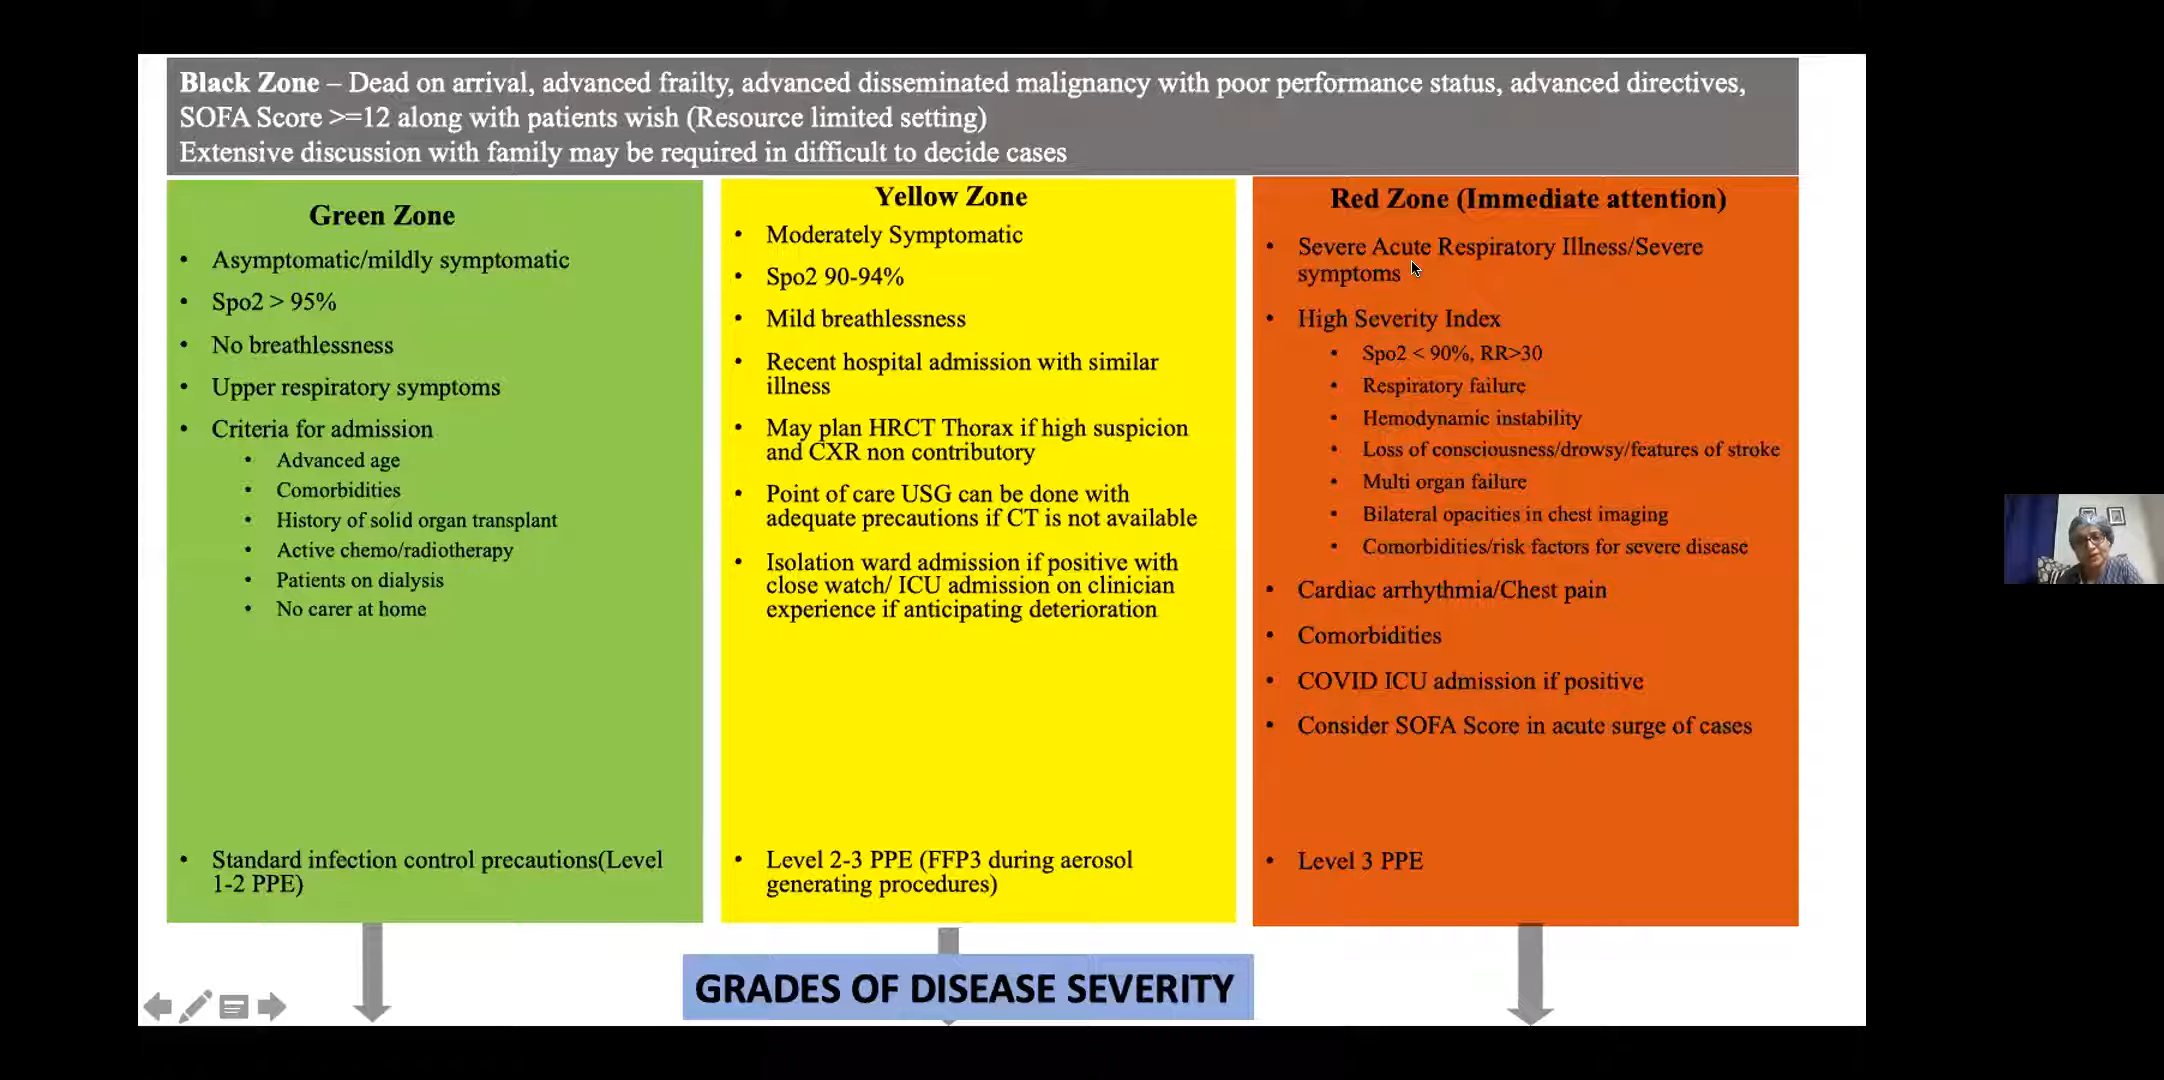 Black Zone – Dead on arrival, advanced frailty, advanced disseminated malignancy with poor performance status, advanced directives,
SOFA Score >=12 along with patients wish (Resource limited setting)
Extensive discussion with family may be required in difficult to decide cases
Green Zone
• Asymptomatic/mildly symptomatic
• Spo2 > 95%
• No breathlessness
• Upper respiratory symptoms
• Criteria for admission
• Advanced age
• Comorbidities
• History of solid organ transplant
• Active chemo/radiotherapy
• Patients on dialysis
• No carer at home
• Standard infection control precautions(Level
1-2 PPE)
Yellow Zone
• Moderately Symptomatic
• Spo2 90-94%
• Mild breathlessness
• Recent hospital admission with similar
illness
• May plan HRCT Thorax if high suspicion
and CXR non contributory
• Point of care USG can be done with
adequate precautions if CT is not available
• Isolation ward admission if positive with
close watch/ ICU admission on clinician
experience if anticipating deterioration
• Level 2-3 PPE (FFP3 during aerosol
generating procedures)
Red Zone (Immediate attention)
• Severe Acute Respiratory Illness/Severe
symptoms
• High Severity Index
• Spo2 < 90%, RR>30
• Respiratory failure
• Hemodynamic instability
• Loss of consciousness/drowsy/features of stroke
• Multi organ failure
• Bilateral opacities in chest imaging
• Comorbidities/risk factors for severe disease
• Cardiac arrhythmia/Chest pain
• Comorbidities
• COVID ICU admission if positive
• Consider SOFA Score in acute surge of cases
• Level 3 PPE
GRADES OF DISEASE SEVERITY